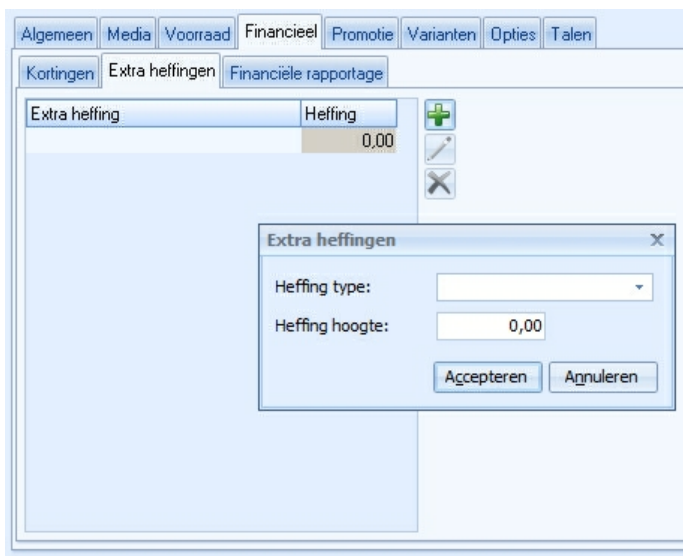 Algemeen Media Voorraad Financieel Promotie Varianten Opties Talen
Kortingen Extra heffingen Financiële rapportage
Extra heffing Heffing
0,00
Extra heffingen
Heffing type:
Heffing hoogte: 0,00
Accepteren Annuleren